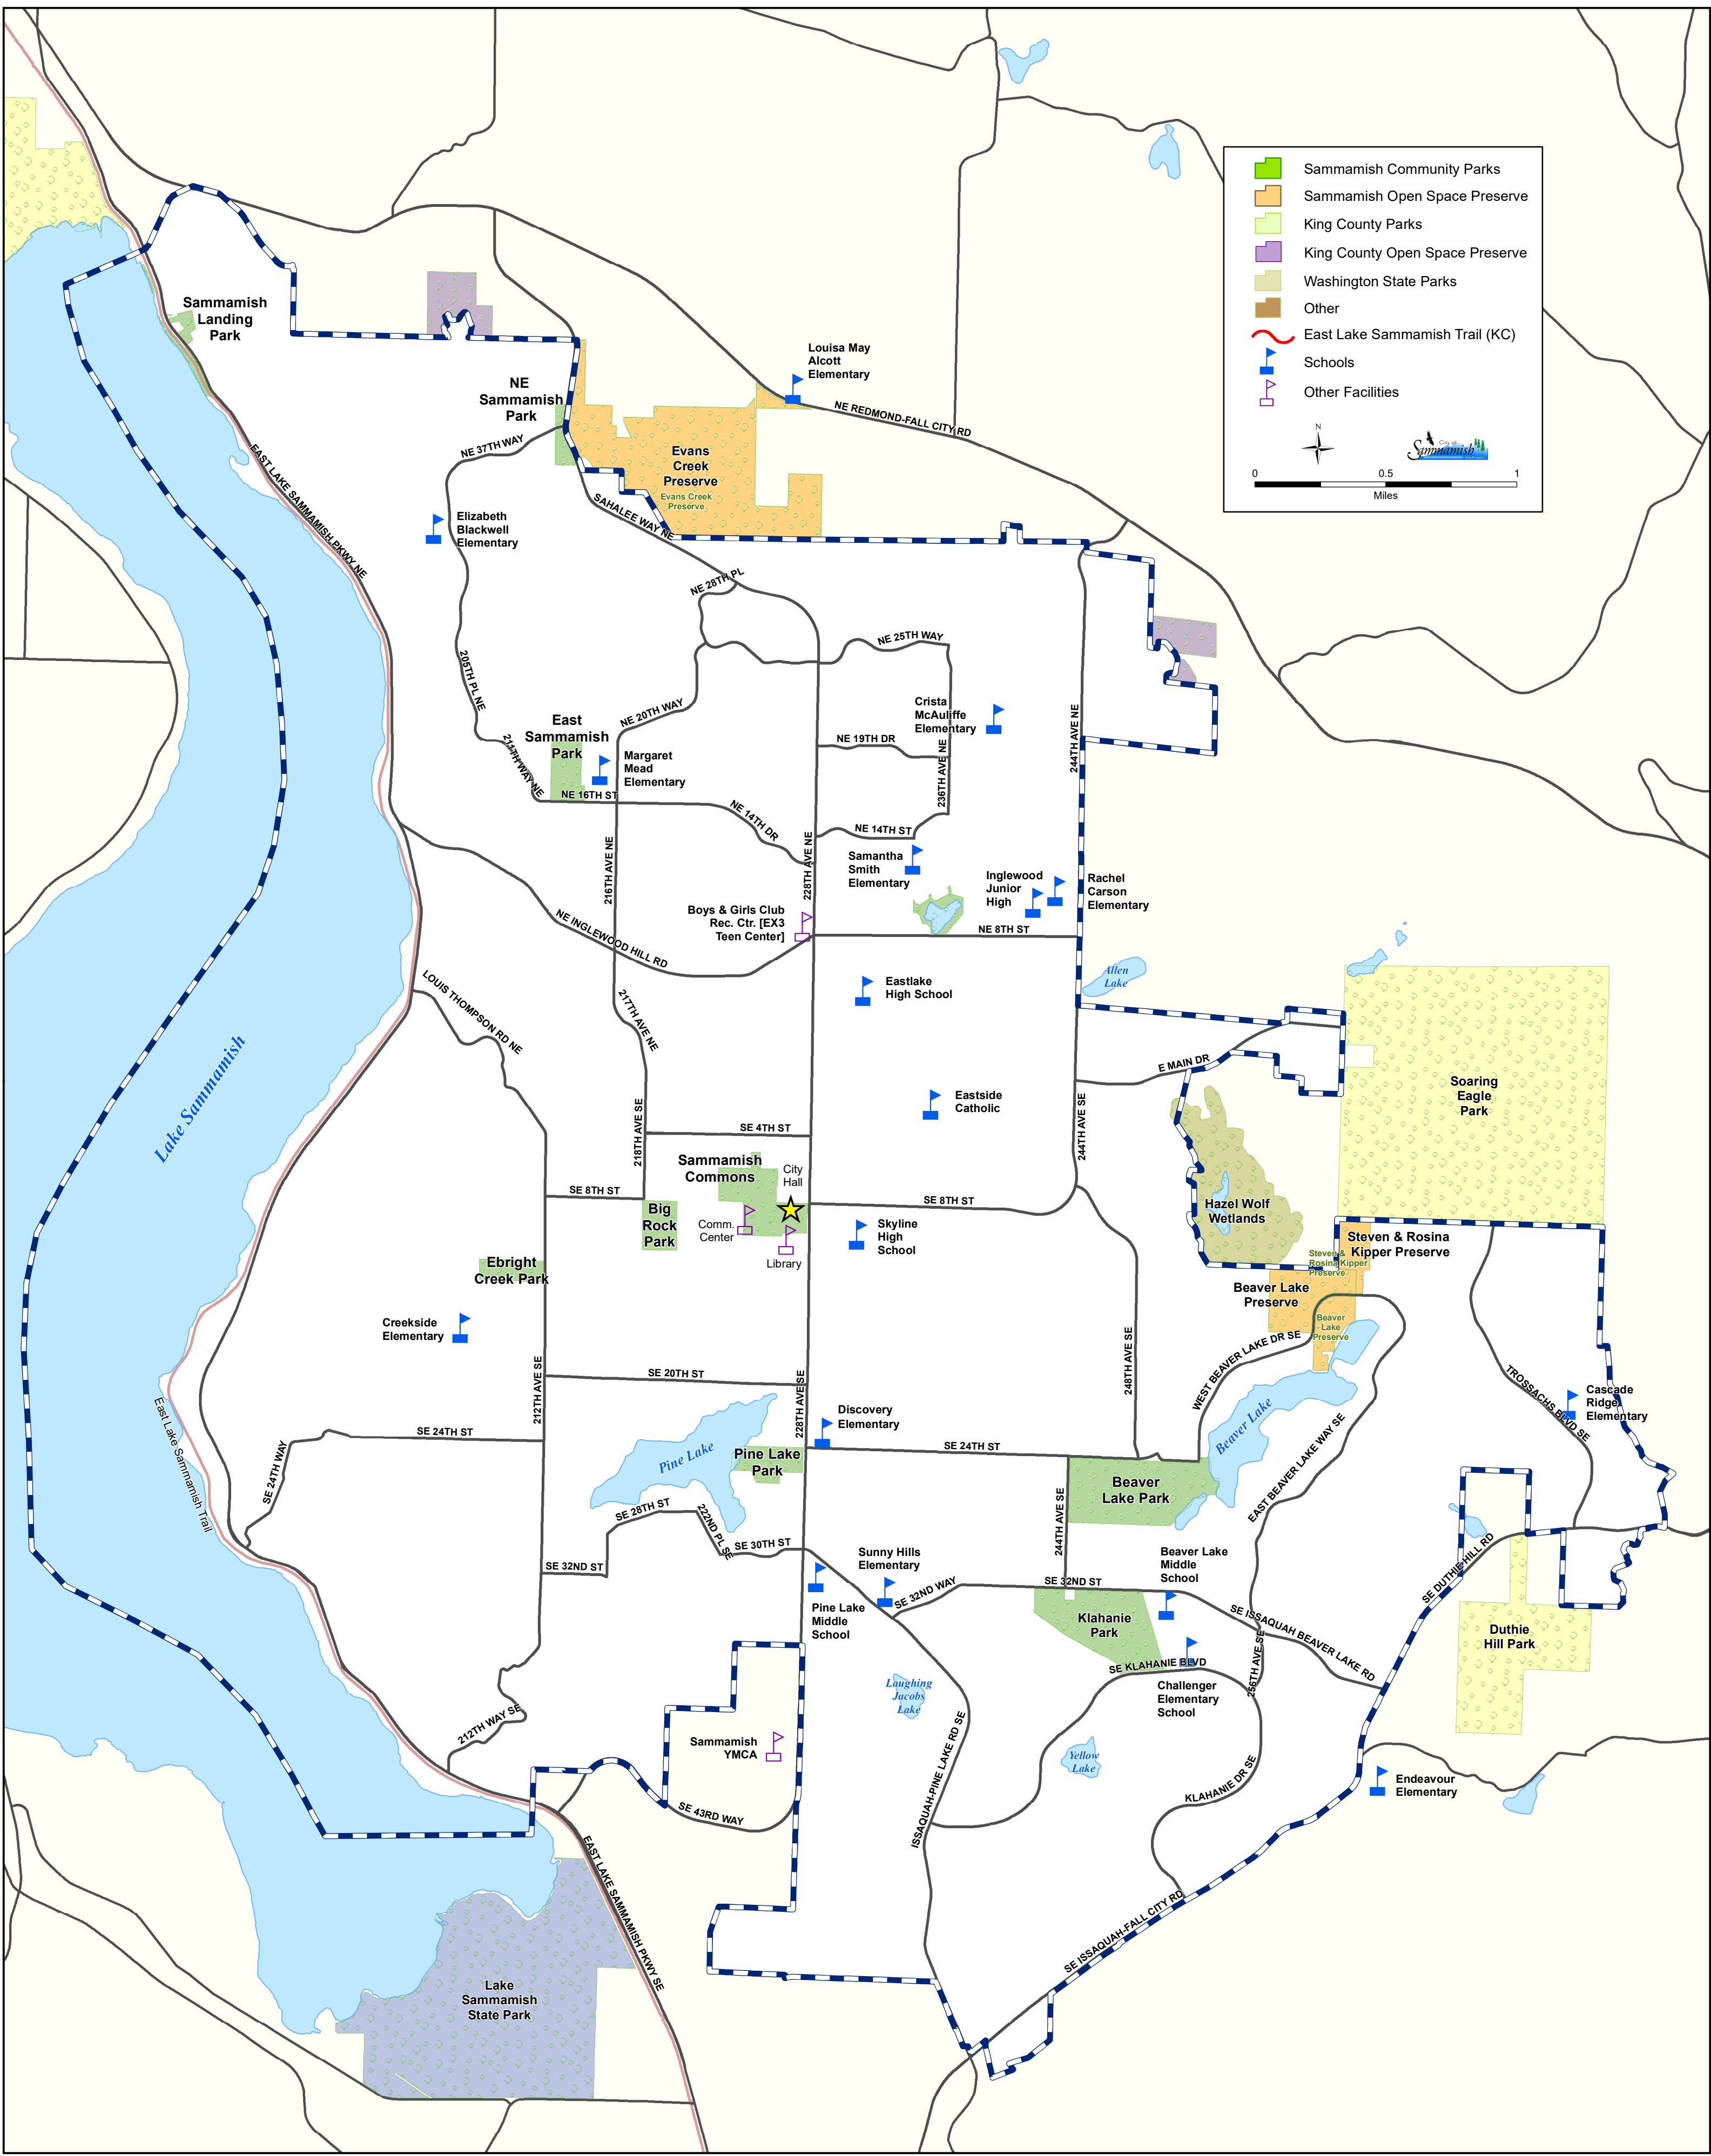 Sammamish Community Parks
Sammamish Open Space Preserve
King County Parks
King County Open Space Preserve
Washington State Parks
Other
East Lake Sammamish Trail (KC)
Schools
Other Facilities
N
City of
Sammamish
0
0.5
1
Miles
Sammamish
Landing
Park
NE
Sammamish
Park
Louisa May
Alcott
Elementary
NE REDMOND-FALL CITY RD
NE 37TH WAY
EAST LAKE SAMMAMISH PKWY NE
Evans
Creek
Preserve
Evans Creek
Preserve
SAHALEE WAY NE
Elizabeth
Blackwell
Elementary
NE 28TH PL
NE 25TH WAY
205TH PL NE
NE 20TH WAY
Crista
McAuliffe
Elementary
244TH AVE NE
East
Sammamish
Park
211TH WAY NE
NE 19TH DR
Margaret
Mead
Elementary
236TH AVE NE
NE 16TH ST
NE 14TH DR
NE 14TH ST
216TH AVE NE
228TH AVE NE
Samantha
Smith
Elementary
Inglewood
Junior
High
Rachel
Carson
Elementary
Boys & Girls Club
Rec. Ctr. [EX3
Teen Center]
NE INGLEWOOD HILL RD
NE 8TH ST
Allen
Lake
Eastlake
High School
LOUIS THOMPSON RD NE
217TH AVE NE
Lake Sammamish
E MAIN DR
Soaring
Eagle
Park
Eastside
Catholic
218TH AVE SE
244TH AVE SE
SE 4TH ST
Sammamish
Commons
City
Hall
SE 8TH ST
SE 8TH ST
Big
Rock
Park
Comm.
Center
Library
Skyline
High
School
Hazel Wolf
Wetlands
Steven & Rosina
Kipper Preserve
Steven &
Rosina Kipper
Preserve
Ebright
Creek Park
Beaver Lake
Preserve
Beaver
Lake
Preserve
Creekside
Elementary
WEST BEAVER LAKE DR SE
248TH AVE SE
212TH AVE SE
SE 20TH ST
228TH AVE SE
TROSSACHS BLVD SE
Cascade
Ridge
Elementary
East Lake Sammamish Trail
Discovery
Elementary
Beaver Lake
EAST BEAVER LAKE WAY SE
SE 24TH ST
SE 24TH WAY
Pine Lake
Pine Lake
Park
SE 24TH ST
Beaver
Lake Park
244TH AVE SE
SE 28TH ST
222ND PL SE
SE 30TH ST
SE 32ND ST
Sunny Hills
Elementary
Beaver Lake
Middle
School
SE DUTHIE HILL RD
SE 32ND WAY
SE 32ND ST
Pine Lake
Middle
School
Klahanie
Park
SE ISSAQUAH BEAVER LAKE RD
Duthie
Hill Park
SE KLAHANIE BLVD
256TH AVE SE
Challenger
Elementary
School
Laughing
Jacobs
Lake
212TH WAY SE
Sammamish
YMCA
Yellow
Lake
ISSAQUAH-PINE LAKE RD SE
KLAHANIE DR SE
Endeavour
Elementary
SE 43RD WAY
EAST LAKE SAMMAMISH PKWY SE
SE ISSAQUAH-FALL CITY RD
Lake
Sammamish
State Park